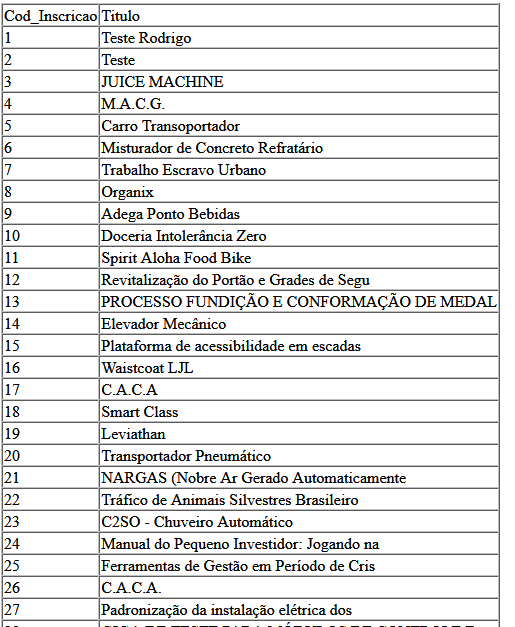 Cod_Inscricao Titulo
1 Teste Rodrigo
2 Teste
3 JUICE MACHINE
4 M.A.C.G.
5 Carro Transoportador
6 Misturador de Concreto Refratário
7 Trabalho Escravo Urbano
8 Organix
9 Adega Ponto Bebidas
10 Doceria Intolerância Zero
11 Spirit Aloha Food Bike
12 Revitalização do Portão e Grades de Segu
13 PROCESSO FUNDIÇÃO E CONFORMAÇÃO DE MEDAL
14 Elevador Mecânico
15 Plataforma de acessibilidade em escadas
16 Waistcoat LJL
17 C.A.C.A
18 Smart Class
19 Leviathan
20 Transportador Pneumático
21 NARGAS (Nobre Ar Gerado Automaticamente
22 Tráfico de Animais Silvestres Brasileiro
23 C2SO - Chuveiro Automático
24 Manual do Pequeno Investidor: Jogando na
25 Ferramentas de Gestão em Período de Cris
26 C.A.C.A.
27 Padronização da instalação elétrica dos